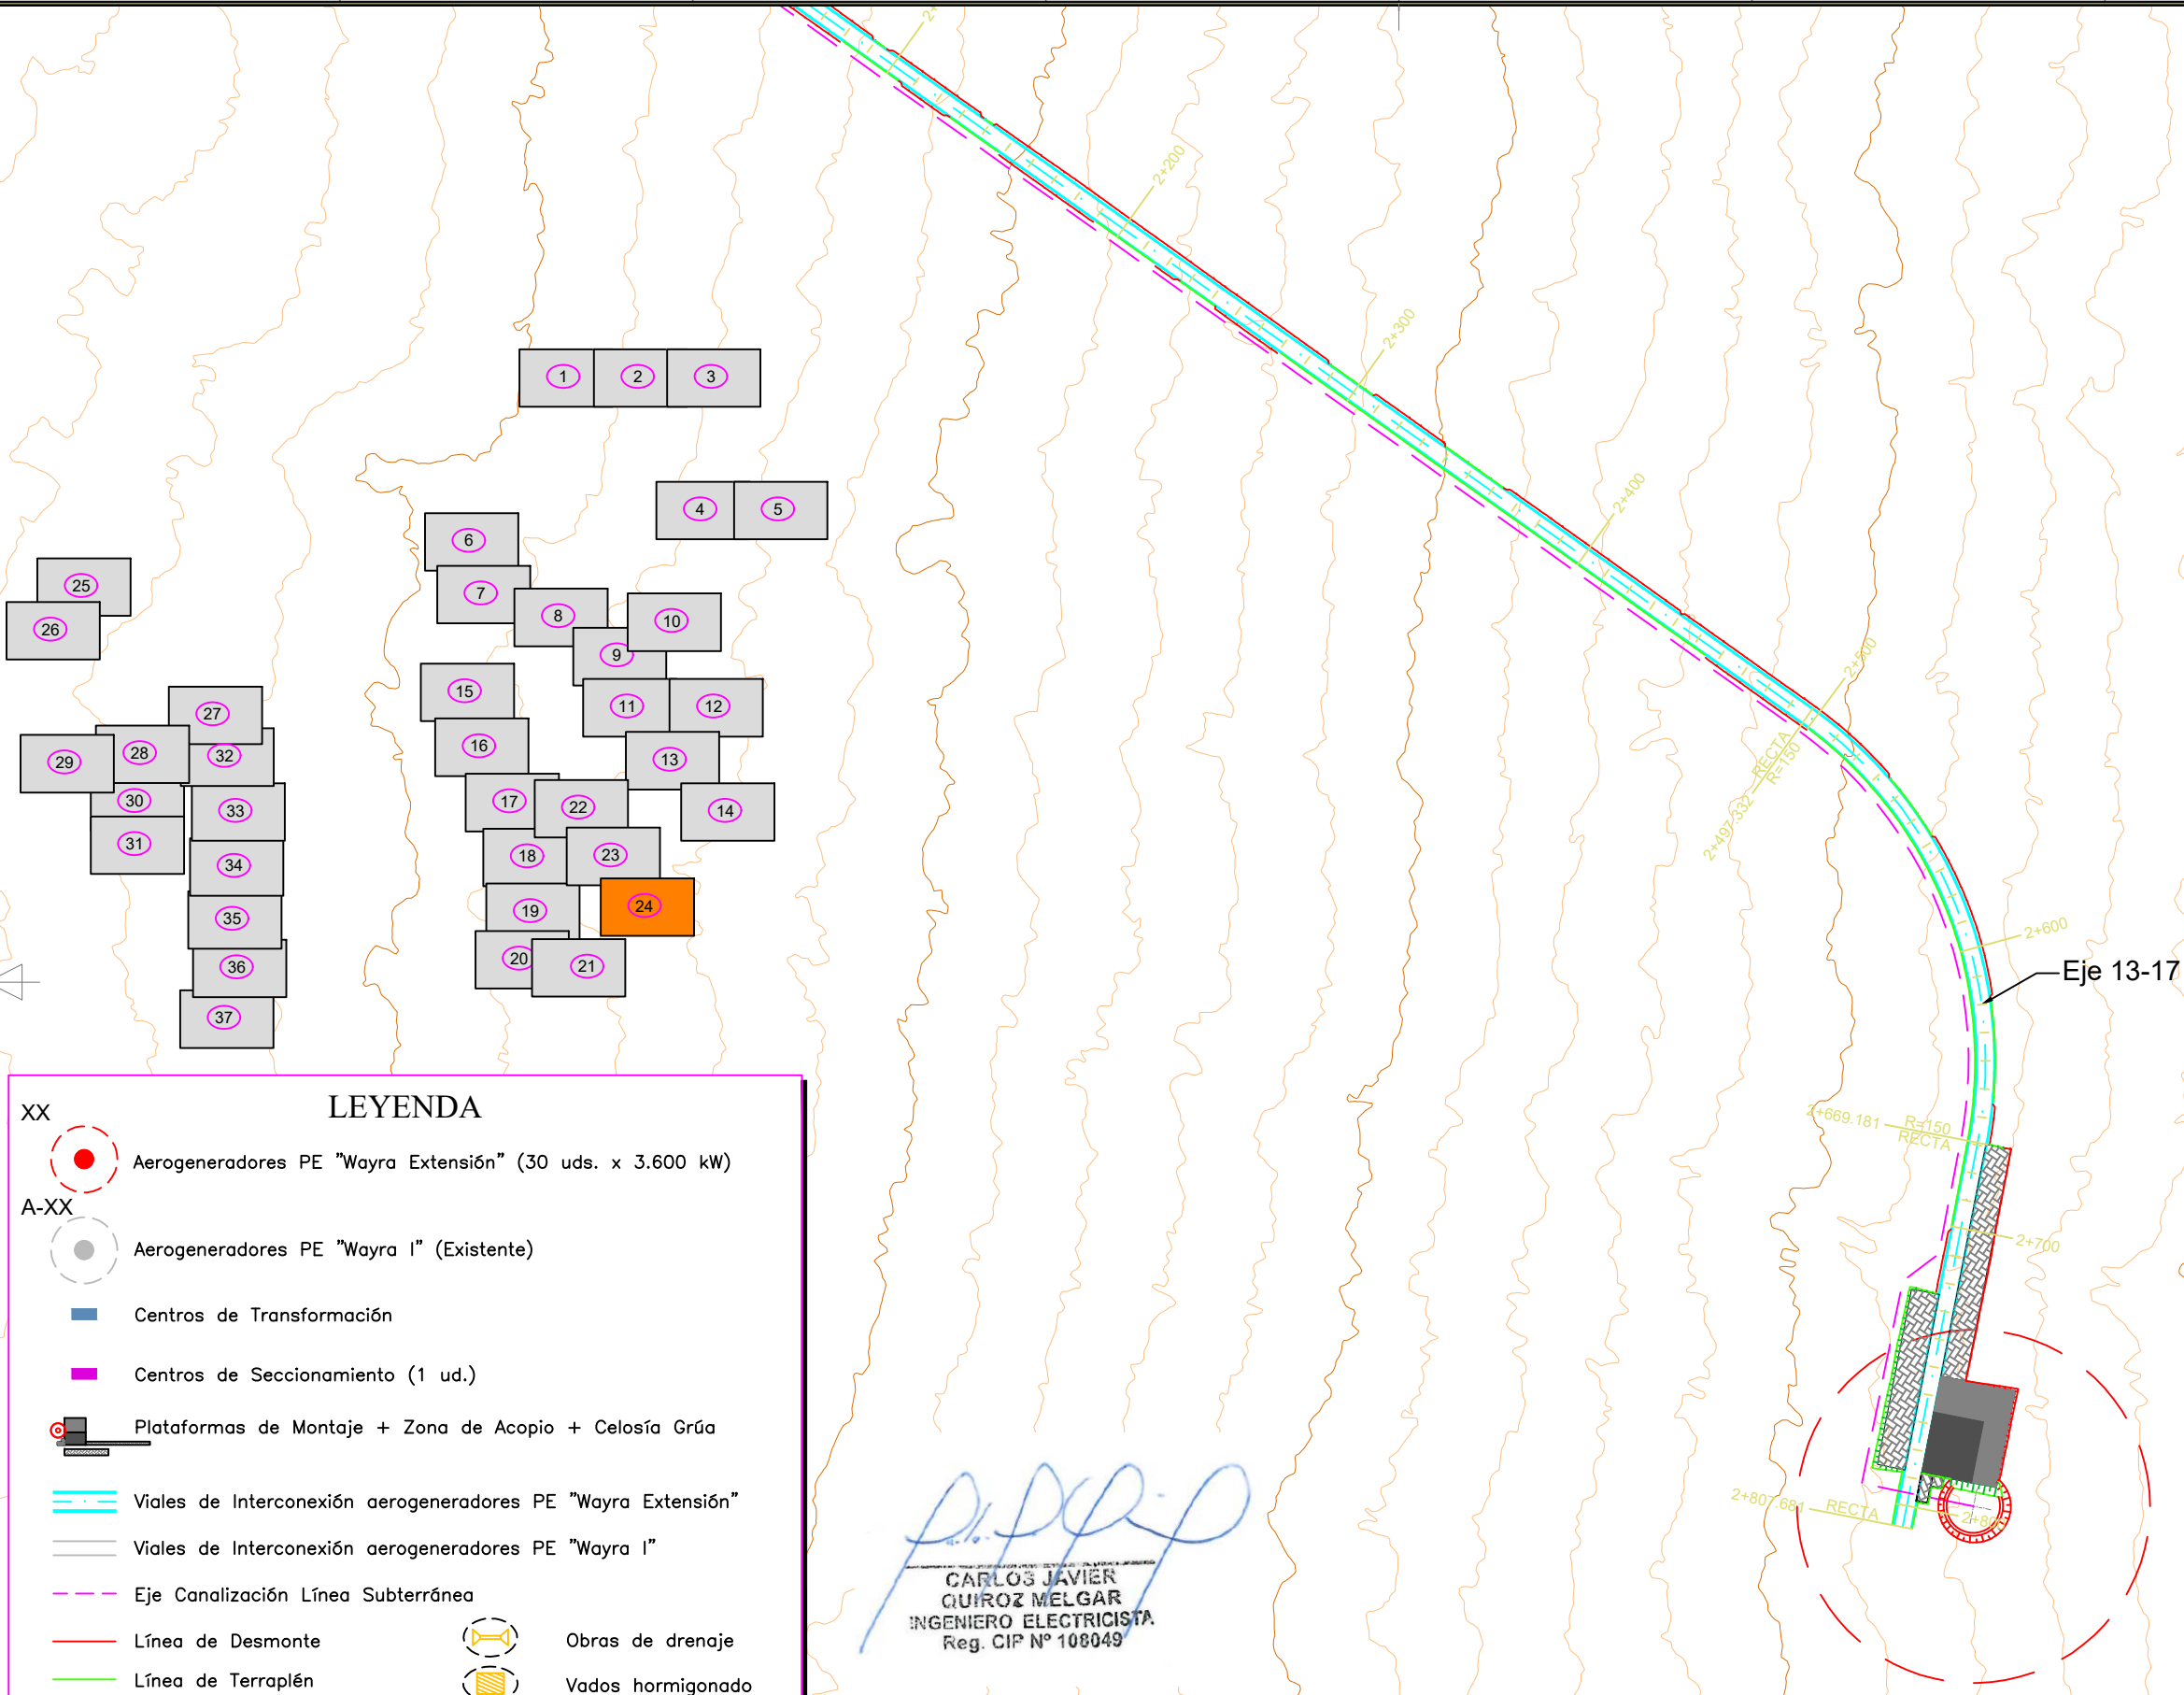 2+200
2+300
2+400
2+500
RECTA
R=150
2+497.332
2+600
Eje 13-17
2+669.181
R=150
RECTA
2+700
2+807.681
RECTA
2+800
1
2
3
4
5
6
7
8
9
10
11
12
13
14
15
16
17
18
19
20
21
22
23
24
25
26
27
28
29
30
31
32
33
34
35
36
37
LEYENDA
XX
Aerogeneradores PE "Wayra Extensión" (30 uds. x 3.600 kW)
A-XX
Aerogeneradores PE "Wayra I" (Existente)
Centros de Transformación
Centros de Seccionamiento (1 ud.)
Plataformas de Montaje + Zona de Acopio + Celosía Grúa
Viales de Interconexión aerogeneradores PE "Wayra Extensión"
Viales de Interconexión aerogeneradores PE "Wayra I"
Eje Canalización Línea Subterránea
Línea de Desmonte
Obras de drenaje
Línea de Terraplén
Vados hormigonado
CARLOS JAVIER
QUIROZ MELGAR
INGENIERO ELECTRICISTA
Reg. CIP Nº 108049